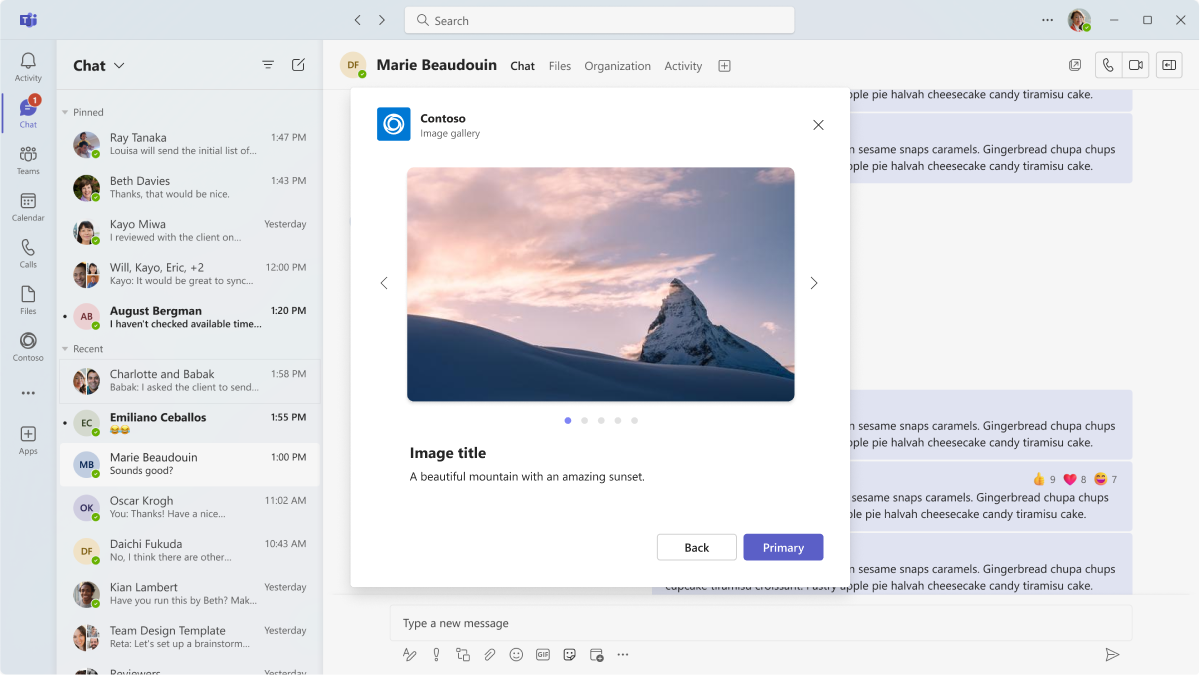 Search
Activity
1
Chat
Teams
Calendar
Calls
Files
Contoso
Apps
Chat
Pinned
Ray Tanaka 1:47 PM
Louisa will send the initial list of...
Beth Davies 1:43 PM
Thanks, that would be nice.
Kayo Miwa Yesterday
I reviewed with the client on...
Will, Kayo, Eric, +2 12:00 PM
Kayo: It would be great to sync...
AB August Bergman 1:20 PM
I haven't checked available time...
Recent
Charlotte and Babak 1:58 PM
Babak: I asked the client to send...
EC Emiliano Ceballos 1:55 PM
😂😂
MB Marie Beaudouin 1:00 PM
Sounds good?
OK Oscar Krogh 11:02 AM
You: Thanks! Have a nice...
DF Daichi Fukuda 10:43 AM
No, I think there are other...
Kian Lambert Yesterday
Have you run this by Beth? Mak...
Team Design Template Yesterday
Reta: Let's set up a brainstorm...
Reviewers Yesterday
DF Marie Beaudouin Chat Files Organization Activity
pple pie halvah cheesecake candy tiramisu cake.
n sesame snaps caramels. Gingerbread chupa chups
pple pie halvah cheesecake candy tiramisu cake.
Contoso
Image gallery
Image title
A beautiful mountain with an amazing sunset.
Back Primary
n sesame snaps caramels. Gingerbread chupa chups
pple pie halvah cheesecake candy tiramisu cake.
👍 9 ❤️ 8 😆 7
sesame snaps caramels. Gingerbread chupa chups
ple pie halvah cheesecake candy tiramisu cake.
n sesame snaps caramels. Gingerbread chupa chups
cupcake tiramisu croissant. Pastry apple pie halvah cheesecake candy tiramisu cake.
Type a new message
GIF